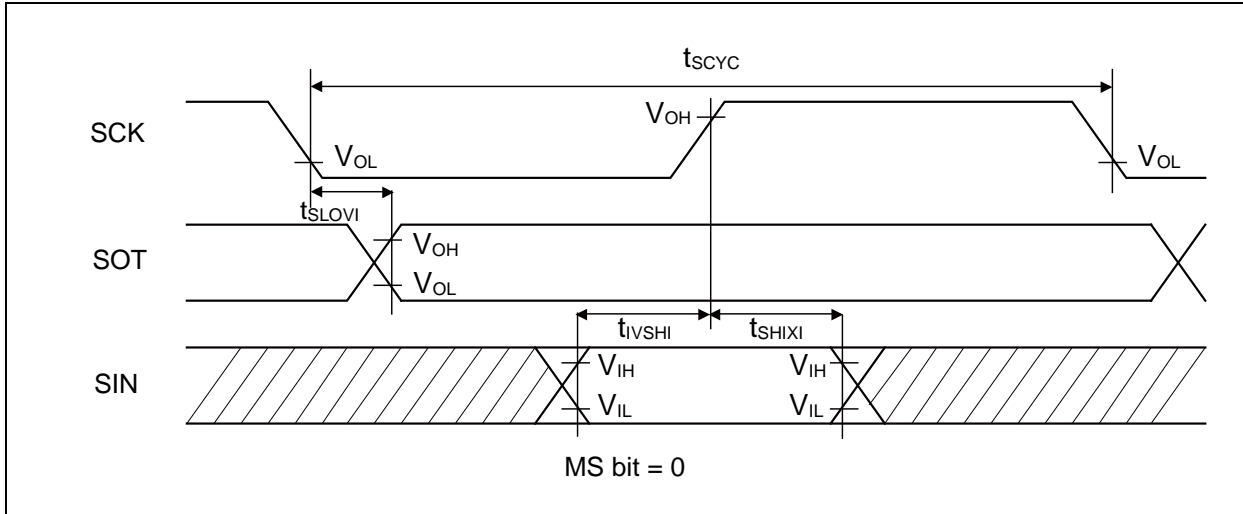 tSCYC
SCK
VOH
VOL
VOL
tSLOVI
SOT
VOH
VOL
tIVSHI
tSHIXI
SIN
VIH
VIH
VIL
VIL
MS bit = 0